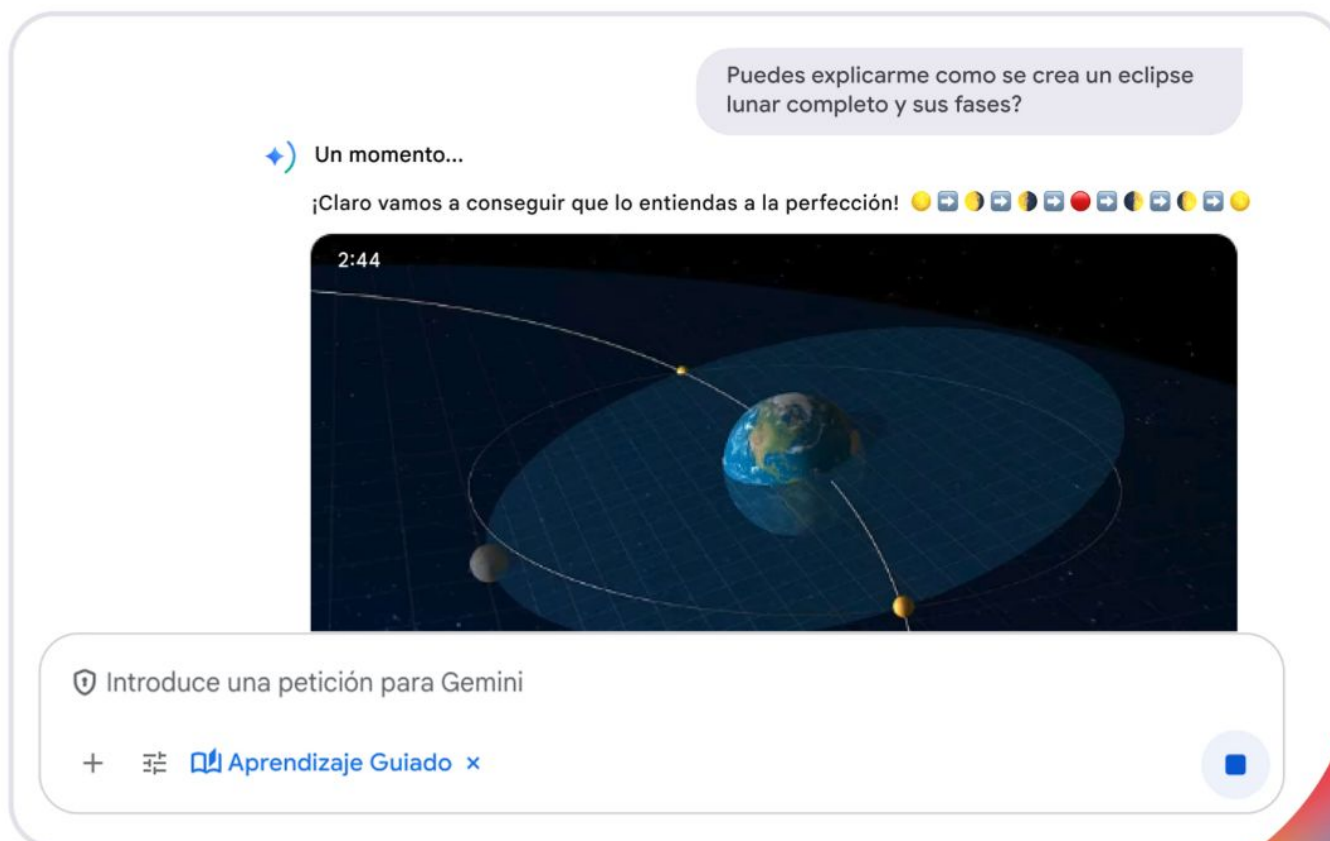 Puedes explicarme como se crea un eclipse
lunar completo y sus fases?
Un momento...
¡Claro vamos a conseguir que lo entiendas a la perfección! 🌕➡️🌖➡️🌗➡️🔴➡️🌓➡️🌔➡️🌕
2:44
Introduce una petición para Gemini
Aprendizaje Guiado ×